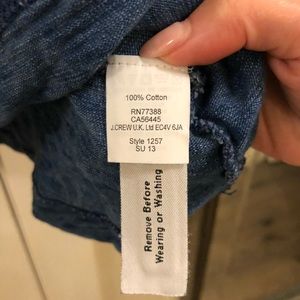 100% Cotton
RN77388
CA56445
J.CREW U.K. Ltd EC4V 6JA
Style 1257
SU 13
Remove Before
Wearing or Washing